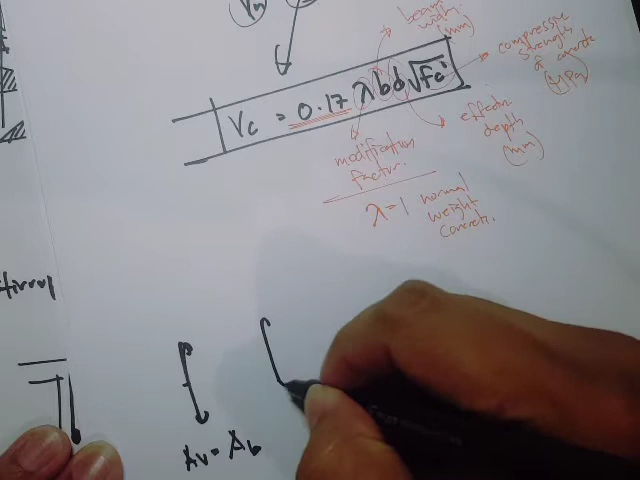 beam
width
(mm)
Vc = 0.17 λbd√fc'
compressive
strength
of concrete
(MPa)
effective
depth
(mm)
modification
factor.
λ=1 normal
weight
concrete.
Av = Ab